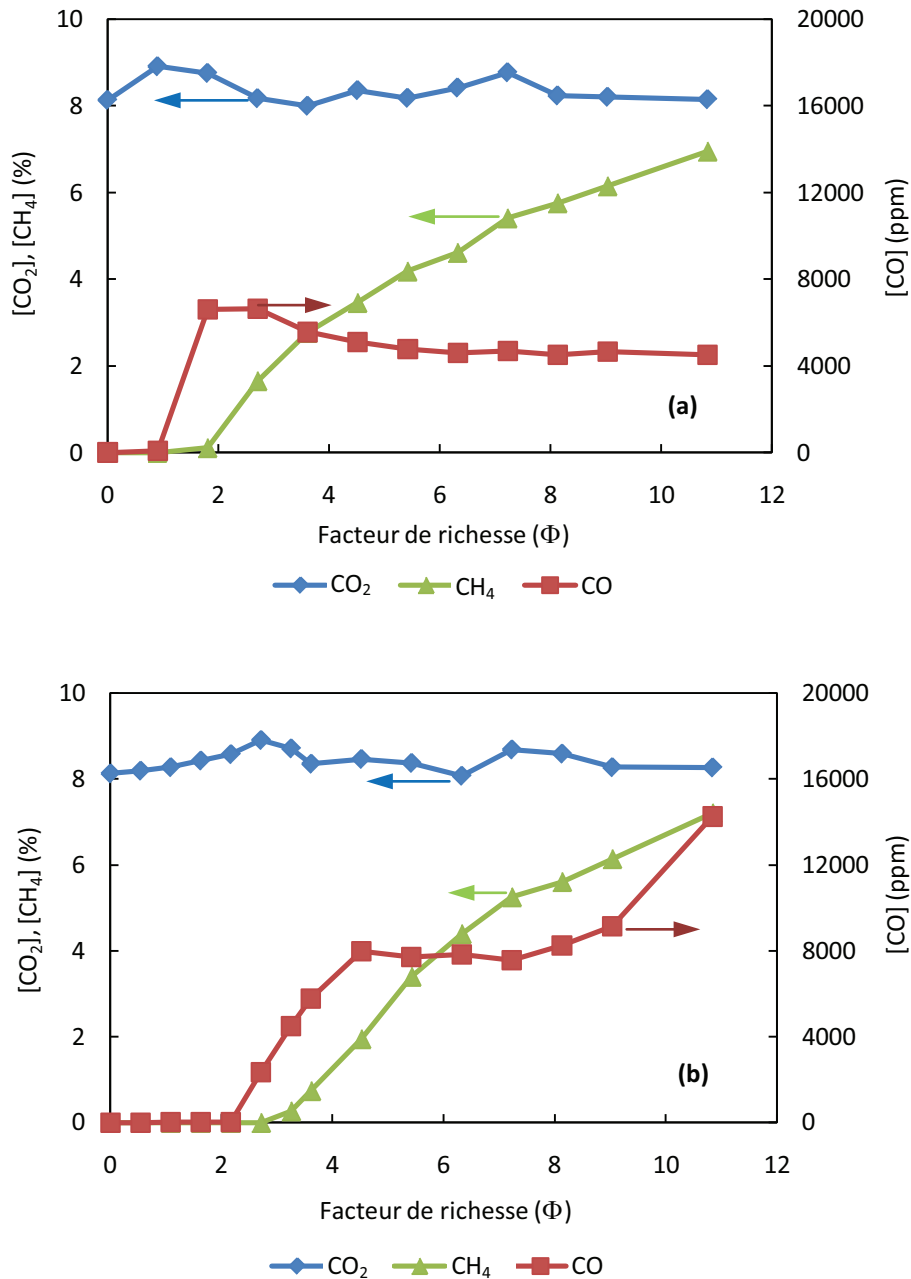 10
8
6
4
2
0
[CO₂], [CH₄] (%)
20000
16000
12000
8000
4000
0
[CO] (ppm)
(a)
0 2 4 6 8 10 12
Facteur de richesse (Φ)
CO₂ CH₄ CO
10
8
6
4
2
0
[CO₂], [CH₄] (%)
20000
16000
12000
8000
4000
0
[CO] (ppm)
(b)
0 2 4 6 8 10 12
Facteur de richesse (Φ)
CO₂ CH₄ CO